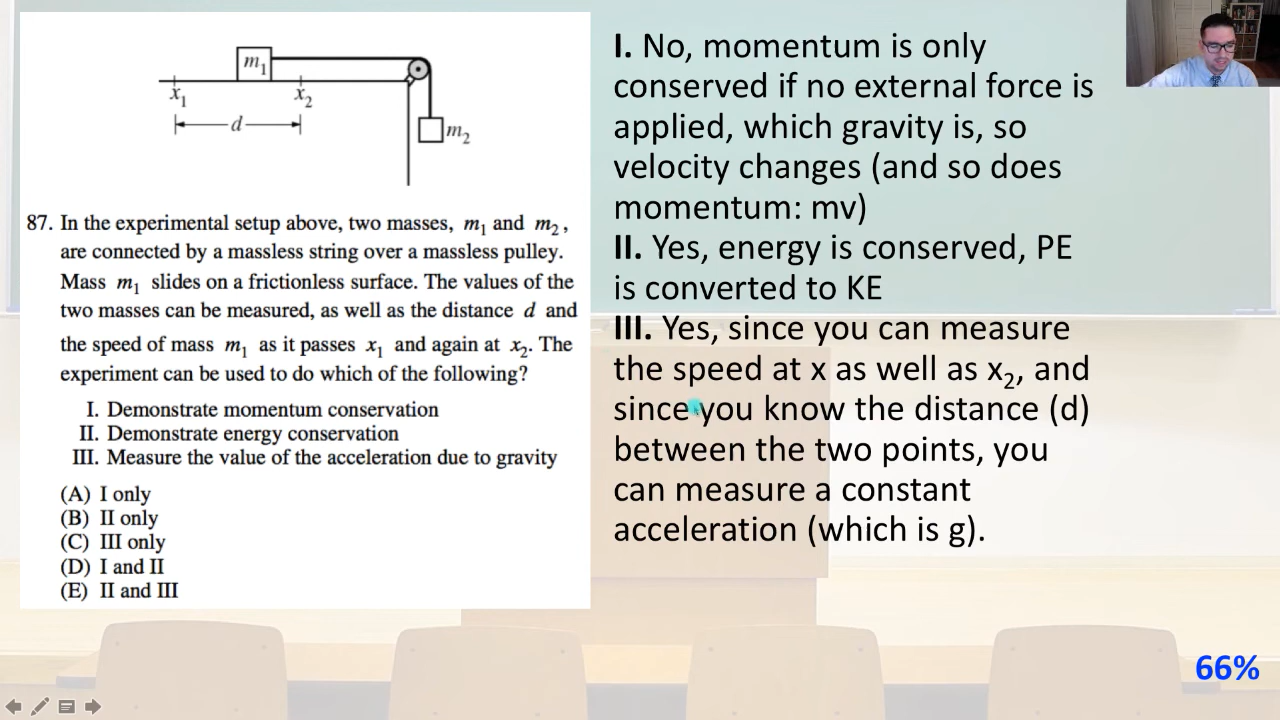 m1
x1
x2
d
m2
87. In the experimental setup above, two masses, m1 and m2,
are connected by a massless string over a massless pulley.
Mass m1 slides on a frictionless surface. The values of the
two masses can be measured, as well as the distance d and
the speed of mass m1 as it passes x1 and again at x2. The
experiment can be used to do which of the following?
I. Demonstrate momentum conservation
II. Demonstrate energy conservation
III. Measure the value of the acceleration due to gravity
(A) I only
(B) II only
(C) III only
(D) I and II
(E) II and III
I. No, momentum is only
conserved if no external force is
applied, which gravity is, so
velocity changes (and so does
momentum: mv)
II. Yes, energy is conserved, PE
is converted to KE
III. Yes, since you can measure
the speed at x as well as x2, and
since you know the distance (d)
between the two points, you
can measure a constant
acceleration (which is g).
66%